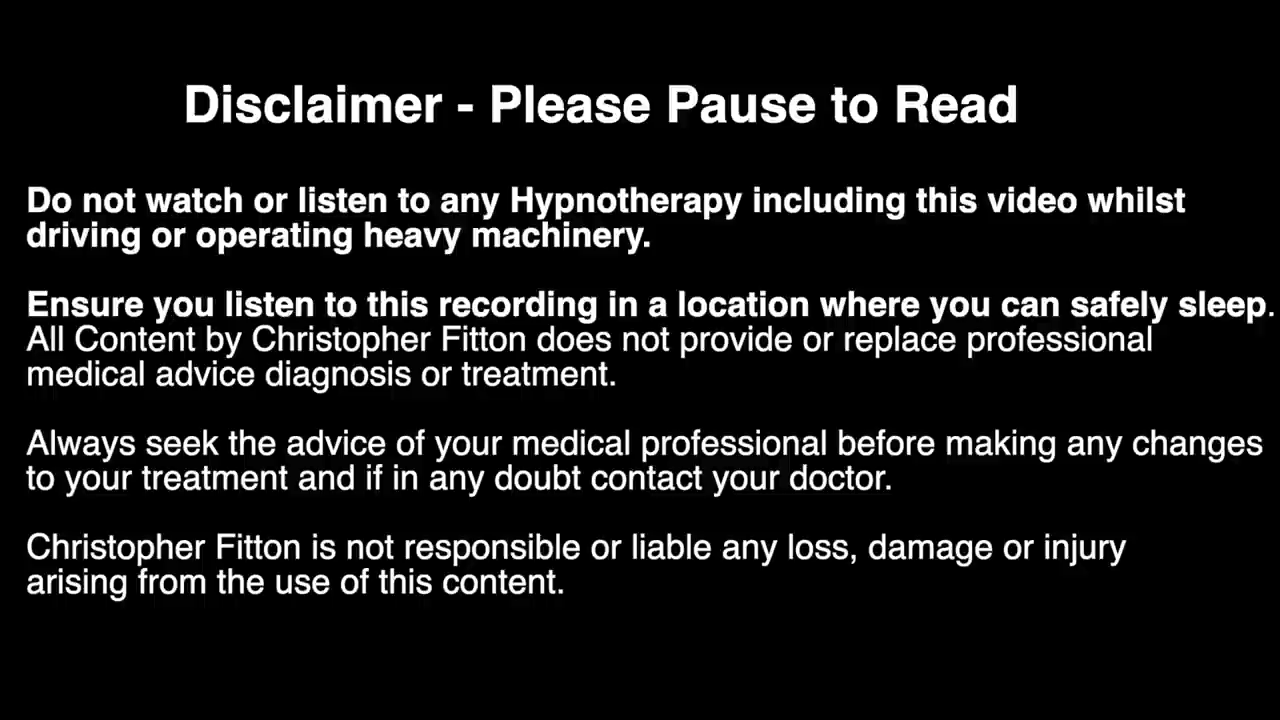 Disclaimer - Please Pause to Read
Do not watch or listen to any Hypnotherapy including this video whilst
driving or operating heavy machinery.
Ensure you listen to this recording in a location where you can safely sleep.
All Content by Christopher Fitton does not provide or replace professional
medical advice diagnosis or treatment.
Always seek the advice of your medical professional before making any changes
to your treatment and if in any doubt contact your doctor.
Christopher Fitton is not responsible or liable any loss, damage or injury
arising from the use of this content.